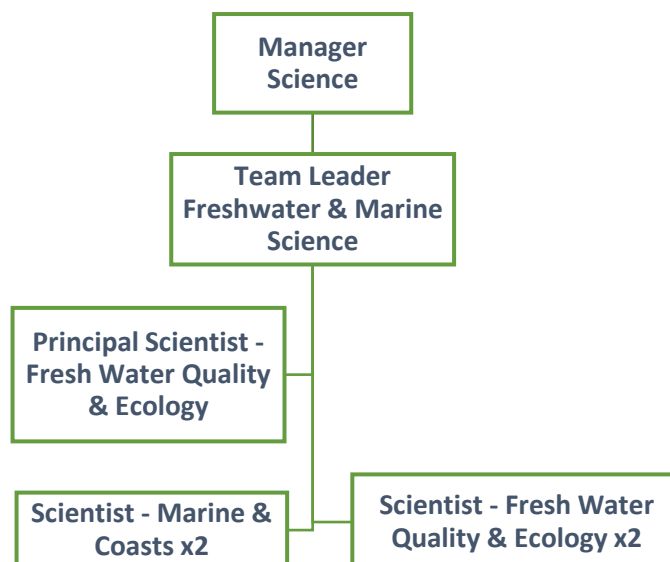 Manager
Science
Team Leader
Freshwater & Marine
Science
Principal Scientist -
Fresh Water Quality
& Ecology
Scientist - Marine &
Coasts x2
Scientist - Fresh Water
Quality & Ecology x2